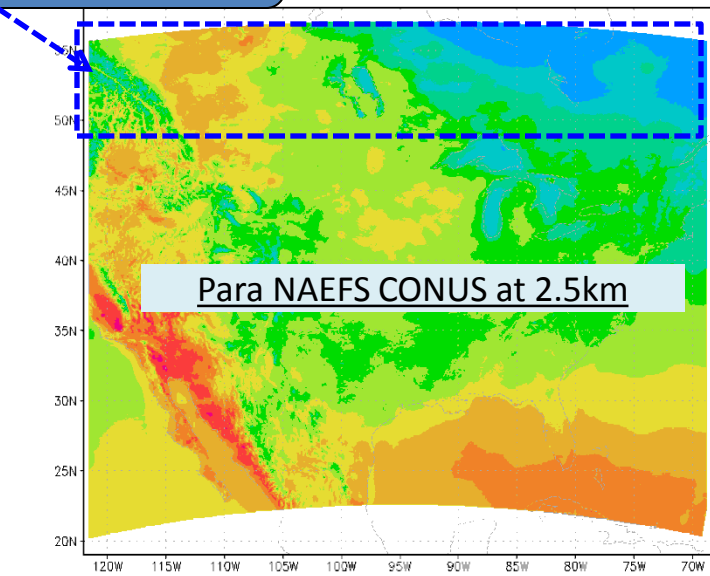 55N
50N
45N
40N
Para NAEFS CONUS at 2.5km
35N
30N
25N
20N
120W 115W 110W 105W 100W 95W 90W 85W 80W 75W 70W